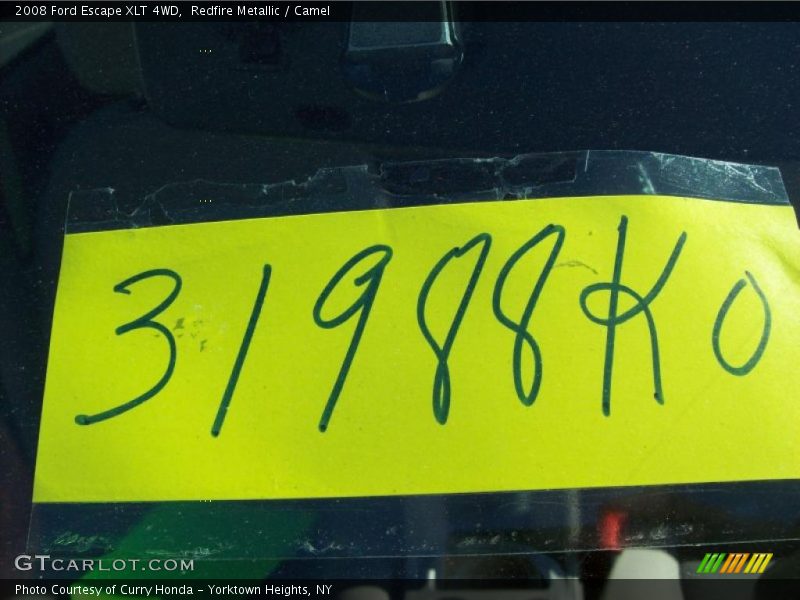 2008 Ford Escape XLT 4WD, Redfire Metallic / Camel
31988K0
GTCARLOT.COM
Photo Courtesy of Curry Honda - Yorktown Heights, NY